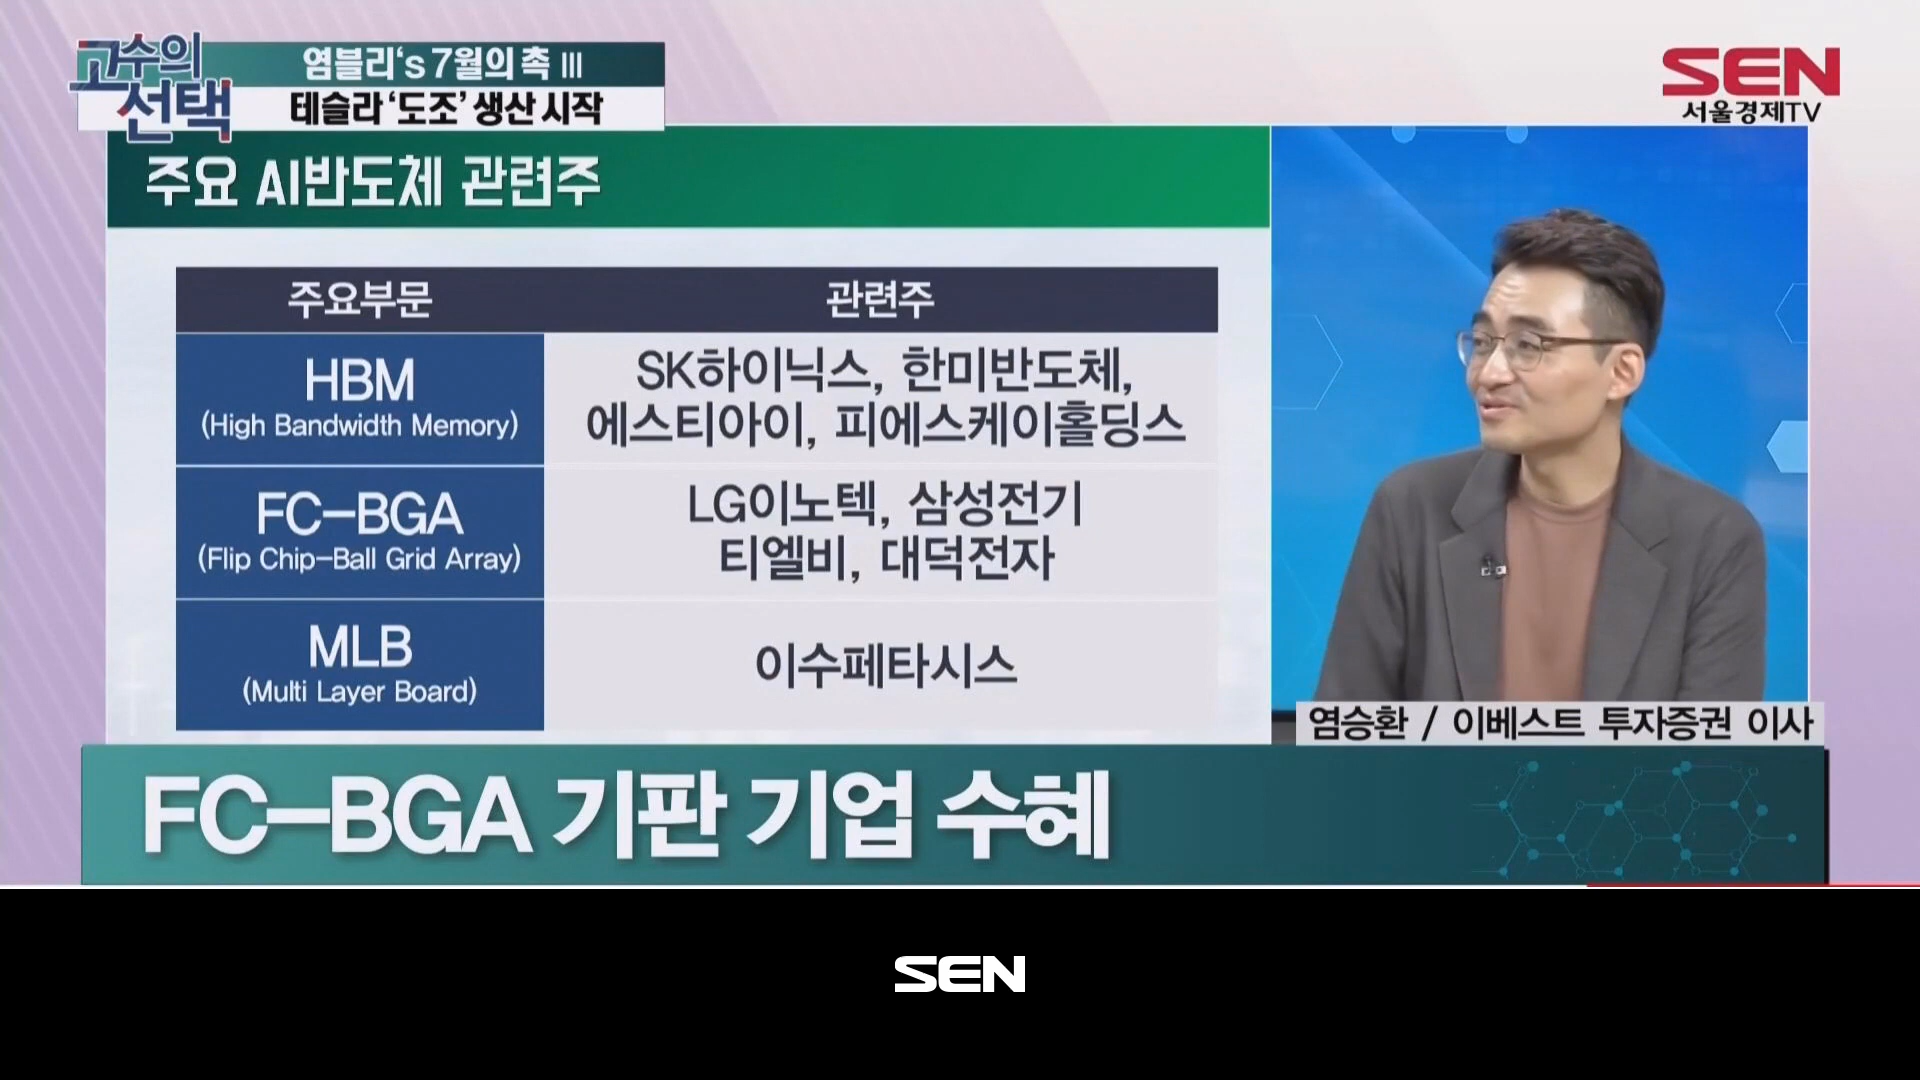 고수의
선택
염블리‘s 7월의 촉 Ⅲ
테슬라 ‘도조’ 생산 시작
SEN
서울경제TV
주요 AI반도체 관련주
주요부문
관련주
HBM
(High Bandwidth Memory)
SK하이닉스, 한미반도체,
에스티아이, 피에스케이홀딩스
FC-BGA
(Flip Chip-Ball Grid Array)
LG이노텍, 삼성전기
티엘비, 대덕전자
MLB
(Multi Layer Board)
이수페타시스
염승환 / 이베스트 투자증권 이사
FC-BGA 기판 기업 수혜
SEN